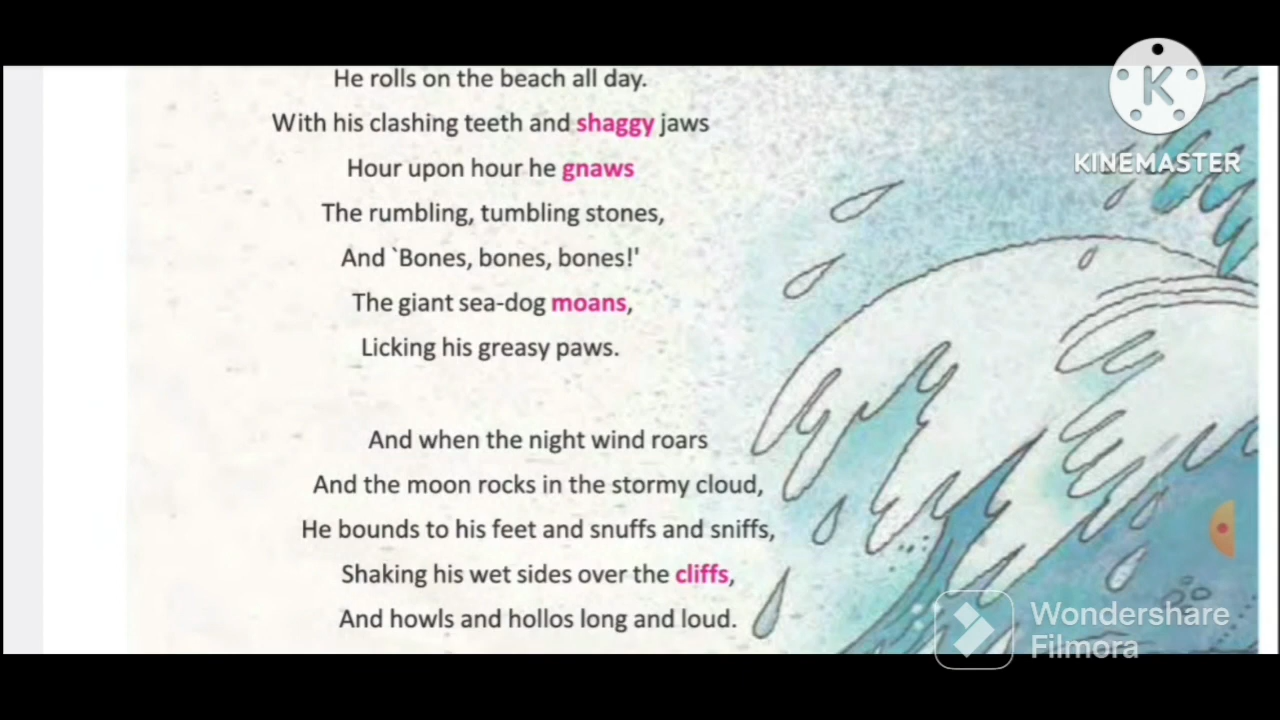 He rolls on the beach all day.
With his clashing teeth and shaggy jaws
Hour upon hour he gnaws
The rumbling, tumbling stones,
And `Bones, bones, bones!'
The giant sea-dog moans,
Licking his greasy paws.
And when the night wind roars
And the moon rocks in the stormy cloud,
He bounds to his feet and snuffs and sniffs,
Shaking his wet sides over the cliffs,
And howls and hollos long and loud.
K
KINEMASTER
Wondershare
Filmora